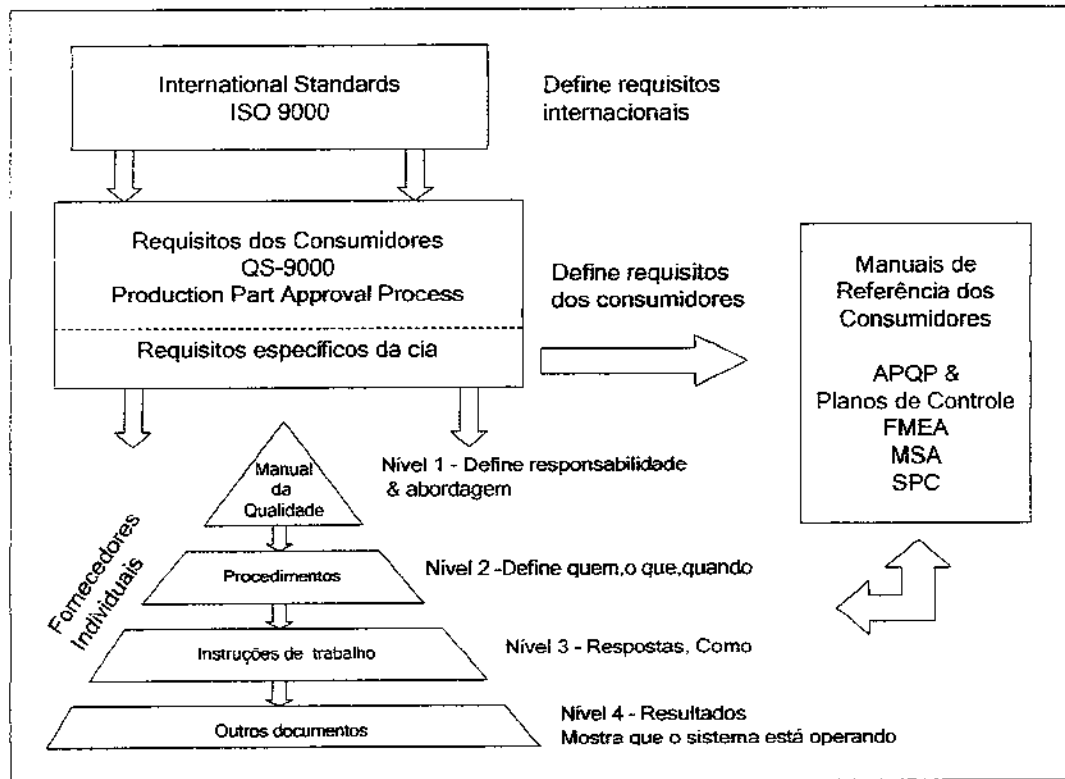 International Standards
ISO 9000
Define requisitos
internacionais
Requisitos dos Consumidores
QS-9000
Production Part Approval Process
Requisitos específicos da cia
Define requisitos
dos consumidores
Manuais de
Referência dos
Consumidores
APQP &
Planos de Controle
FMEA
MSA
SPC
Manual
da
Qualidade
Nível 1 - Define responsabilidade
& abordagem
Fornecedores
Individuais
Procedimentos
Nível 2 -Define quem,o que,quando
Instruções de trabalho
Nível 3 - Respostas, Como
Outros documentos
Nível 4 - Resultados
Mostra que o sistema está operando